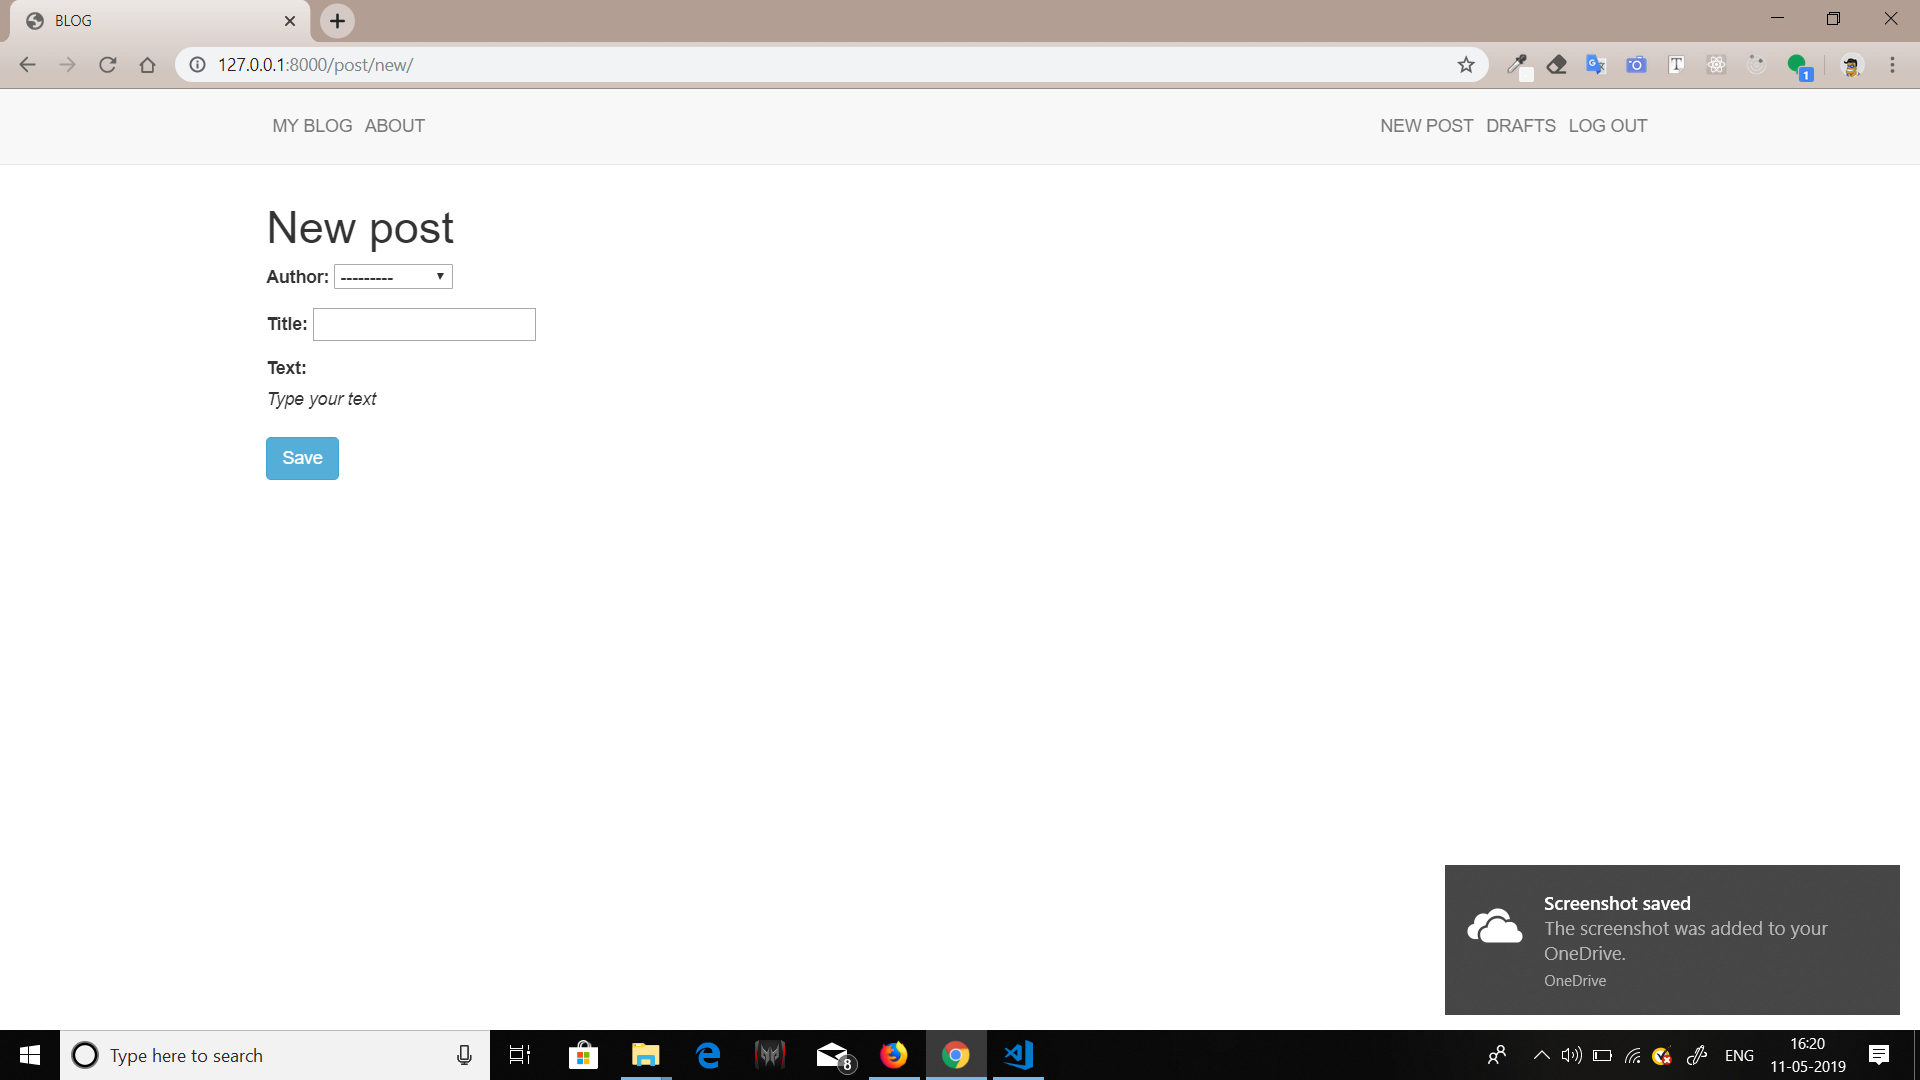 BLOG
127.0.0.1:8000/post/new/
1
MY BLOG ABOUT NEW POST DRAFTS LOG OUT
New post
Author: ---------
Title:
Text:
Type your text
Save
Screenshot saved
The screenshot was added to your
OneDrive.
OneDrive
Type here to search
8
ENG
16:20
11-05-2019